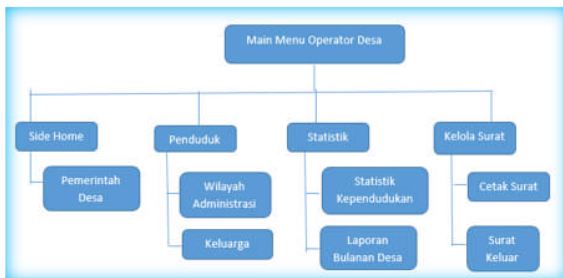 Main Menu Operator Desa
Side Home
Penduduk
Statistik
Kelola Surat
Pemerintah
Desa
Wilayah
Administrasi
Statistik
Kependudukan
Cetak Surat
Keluarga
Laporan
Bulanan Desa
Surat
Keluar